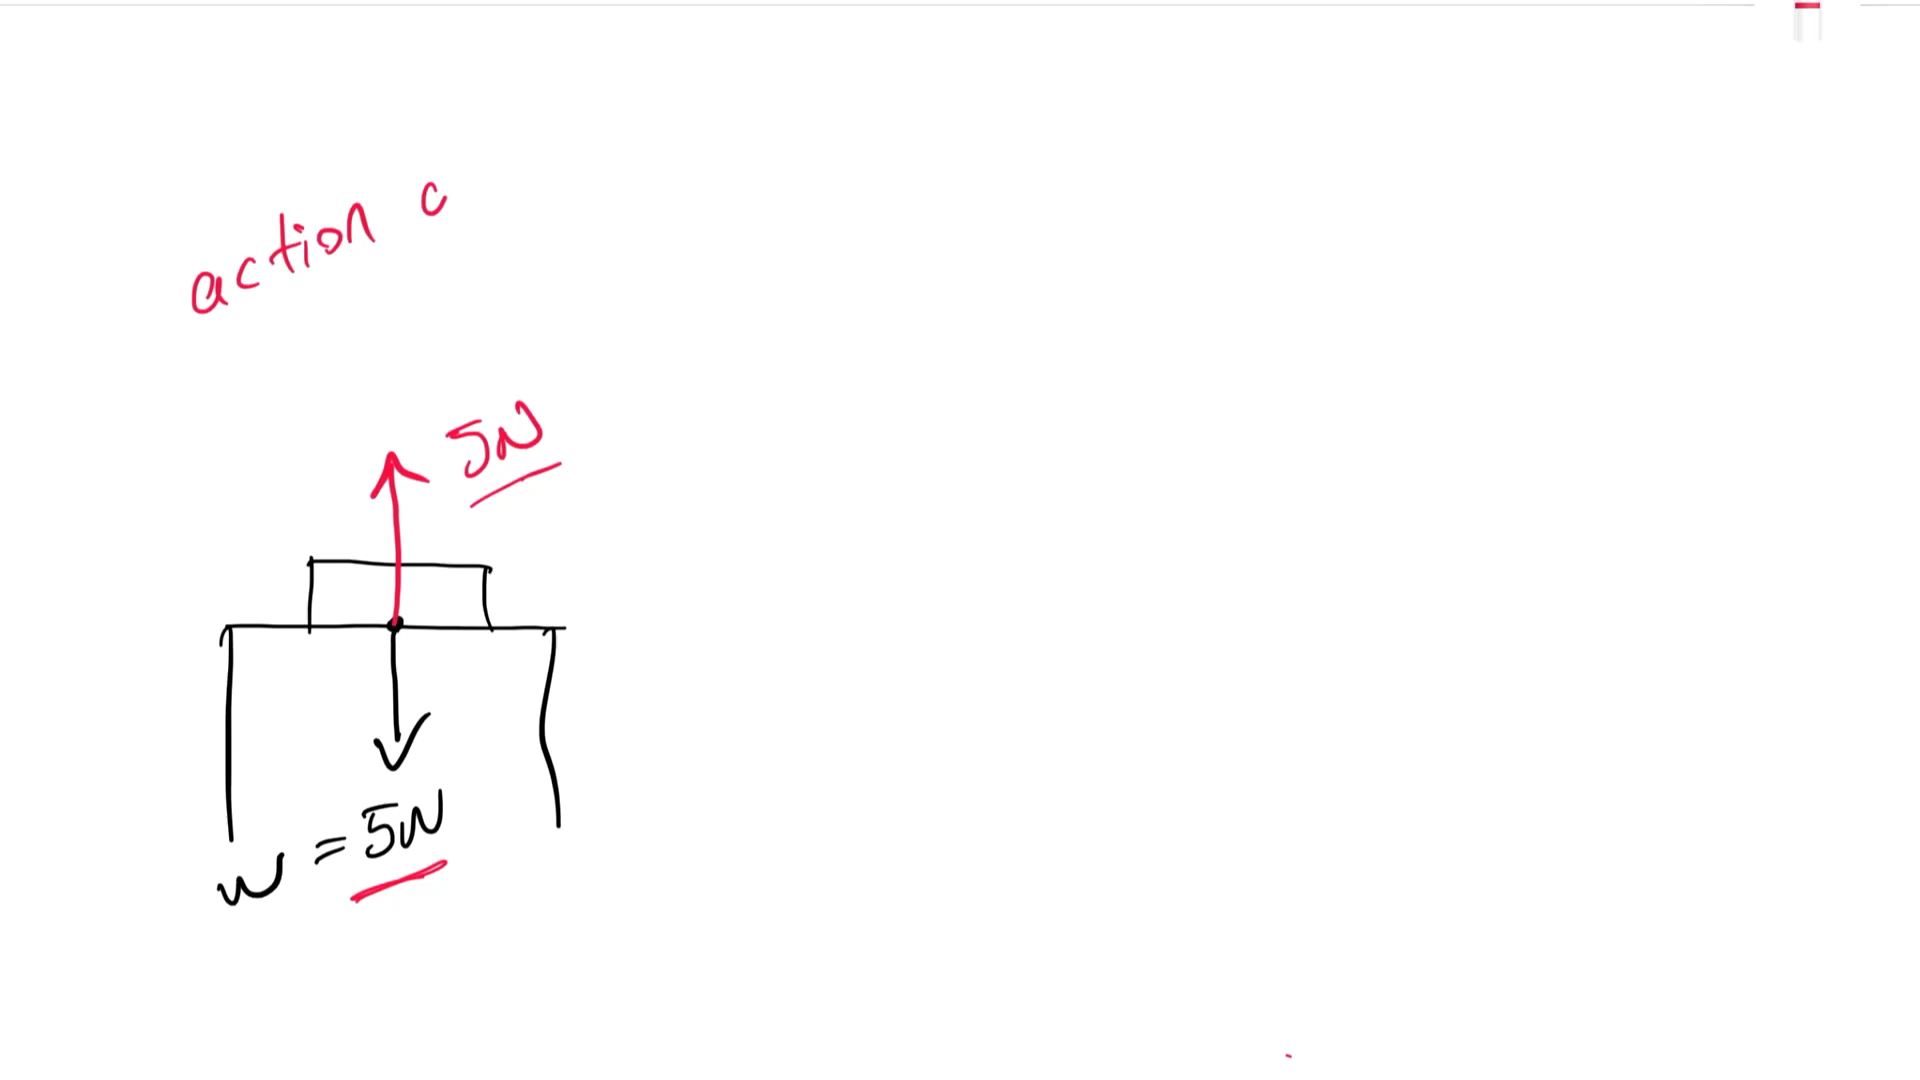 action c
5N
w = 5N